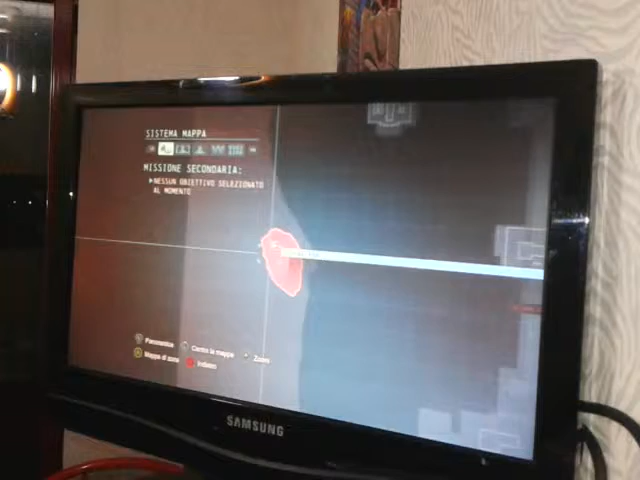 SISTEMA MAPPA
MISSIONE SECONDARIA:
NESSUN OBIETTIVO SELEZIONATO
AL MOMENTO
Panoramica
Centra la mappa
Zoom
Mappa di zona
Indietro
SAMSUNG